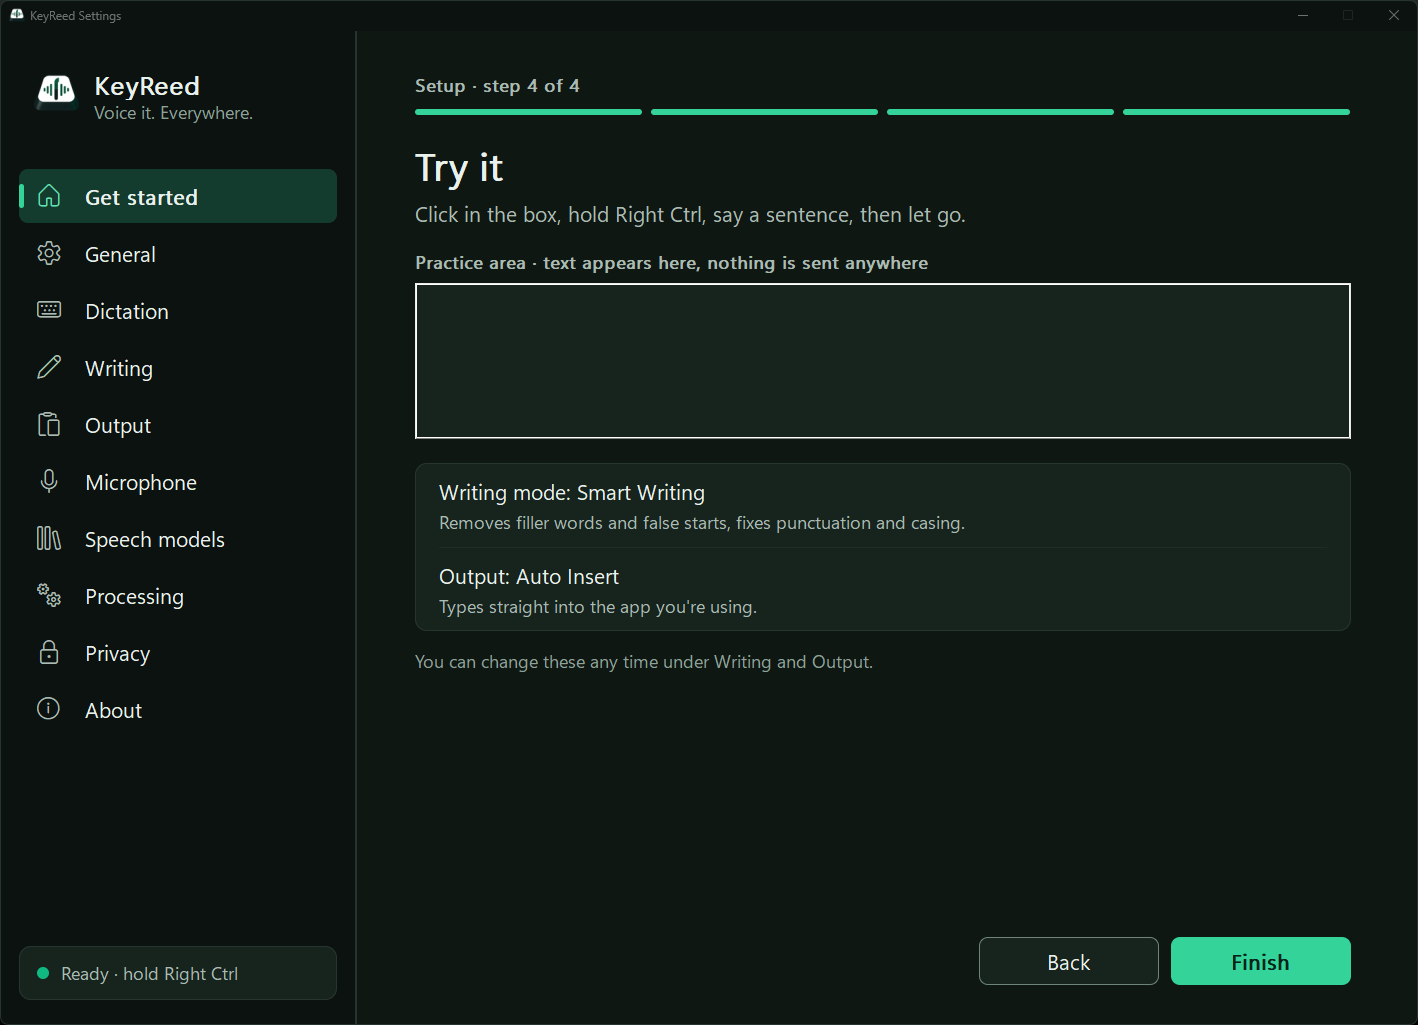 KeyReed Settings
KeyReed
Voice it. Everywhere.
Get started
General
Dictation
Writing
Output
Microphone
Speech models
Processing
Privacy
About
Ready · hold Right Ctrl
Setup · step 4 of 4
Try it
Click in the box, hold Right Ctrl, say a sentence, then let go.
Practice area · text appears here, nothing is sent anywhere
Writing mode: Smart Writing
Removes filler words and false starts, fixes punctuation and casing.
Output: Auto Insert
Types straight into the app you're using.
You can change these any time under Writing and Output.
Back
Finish